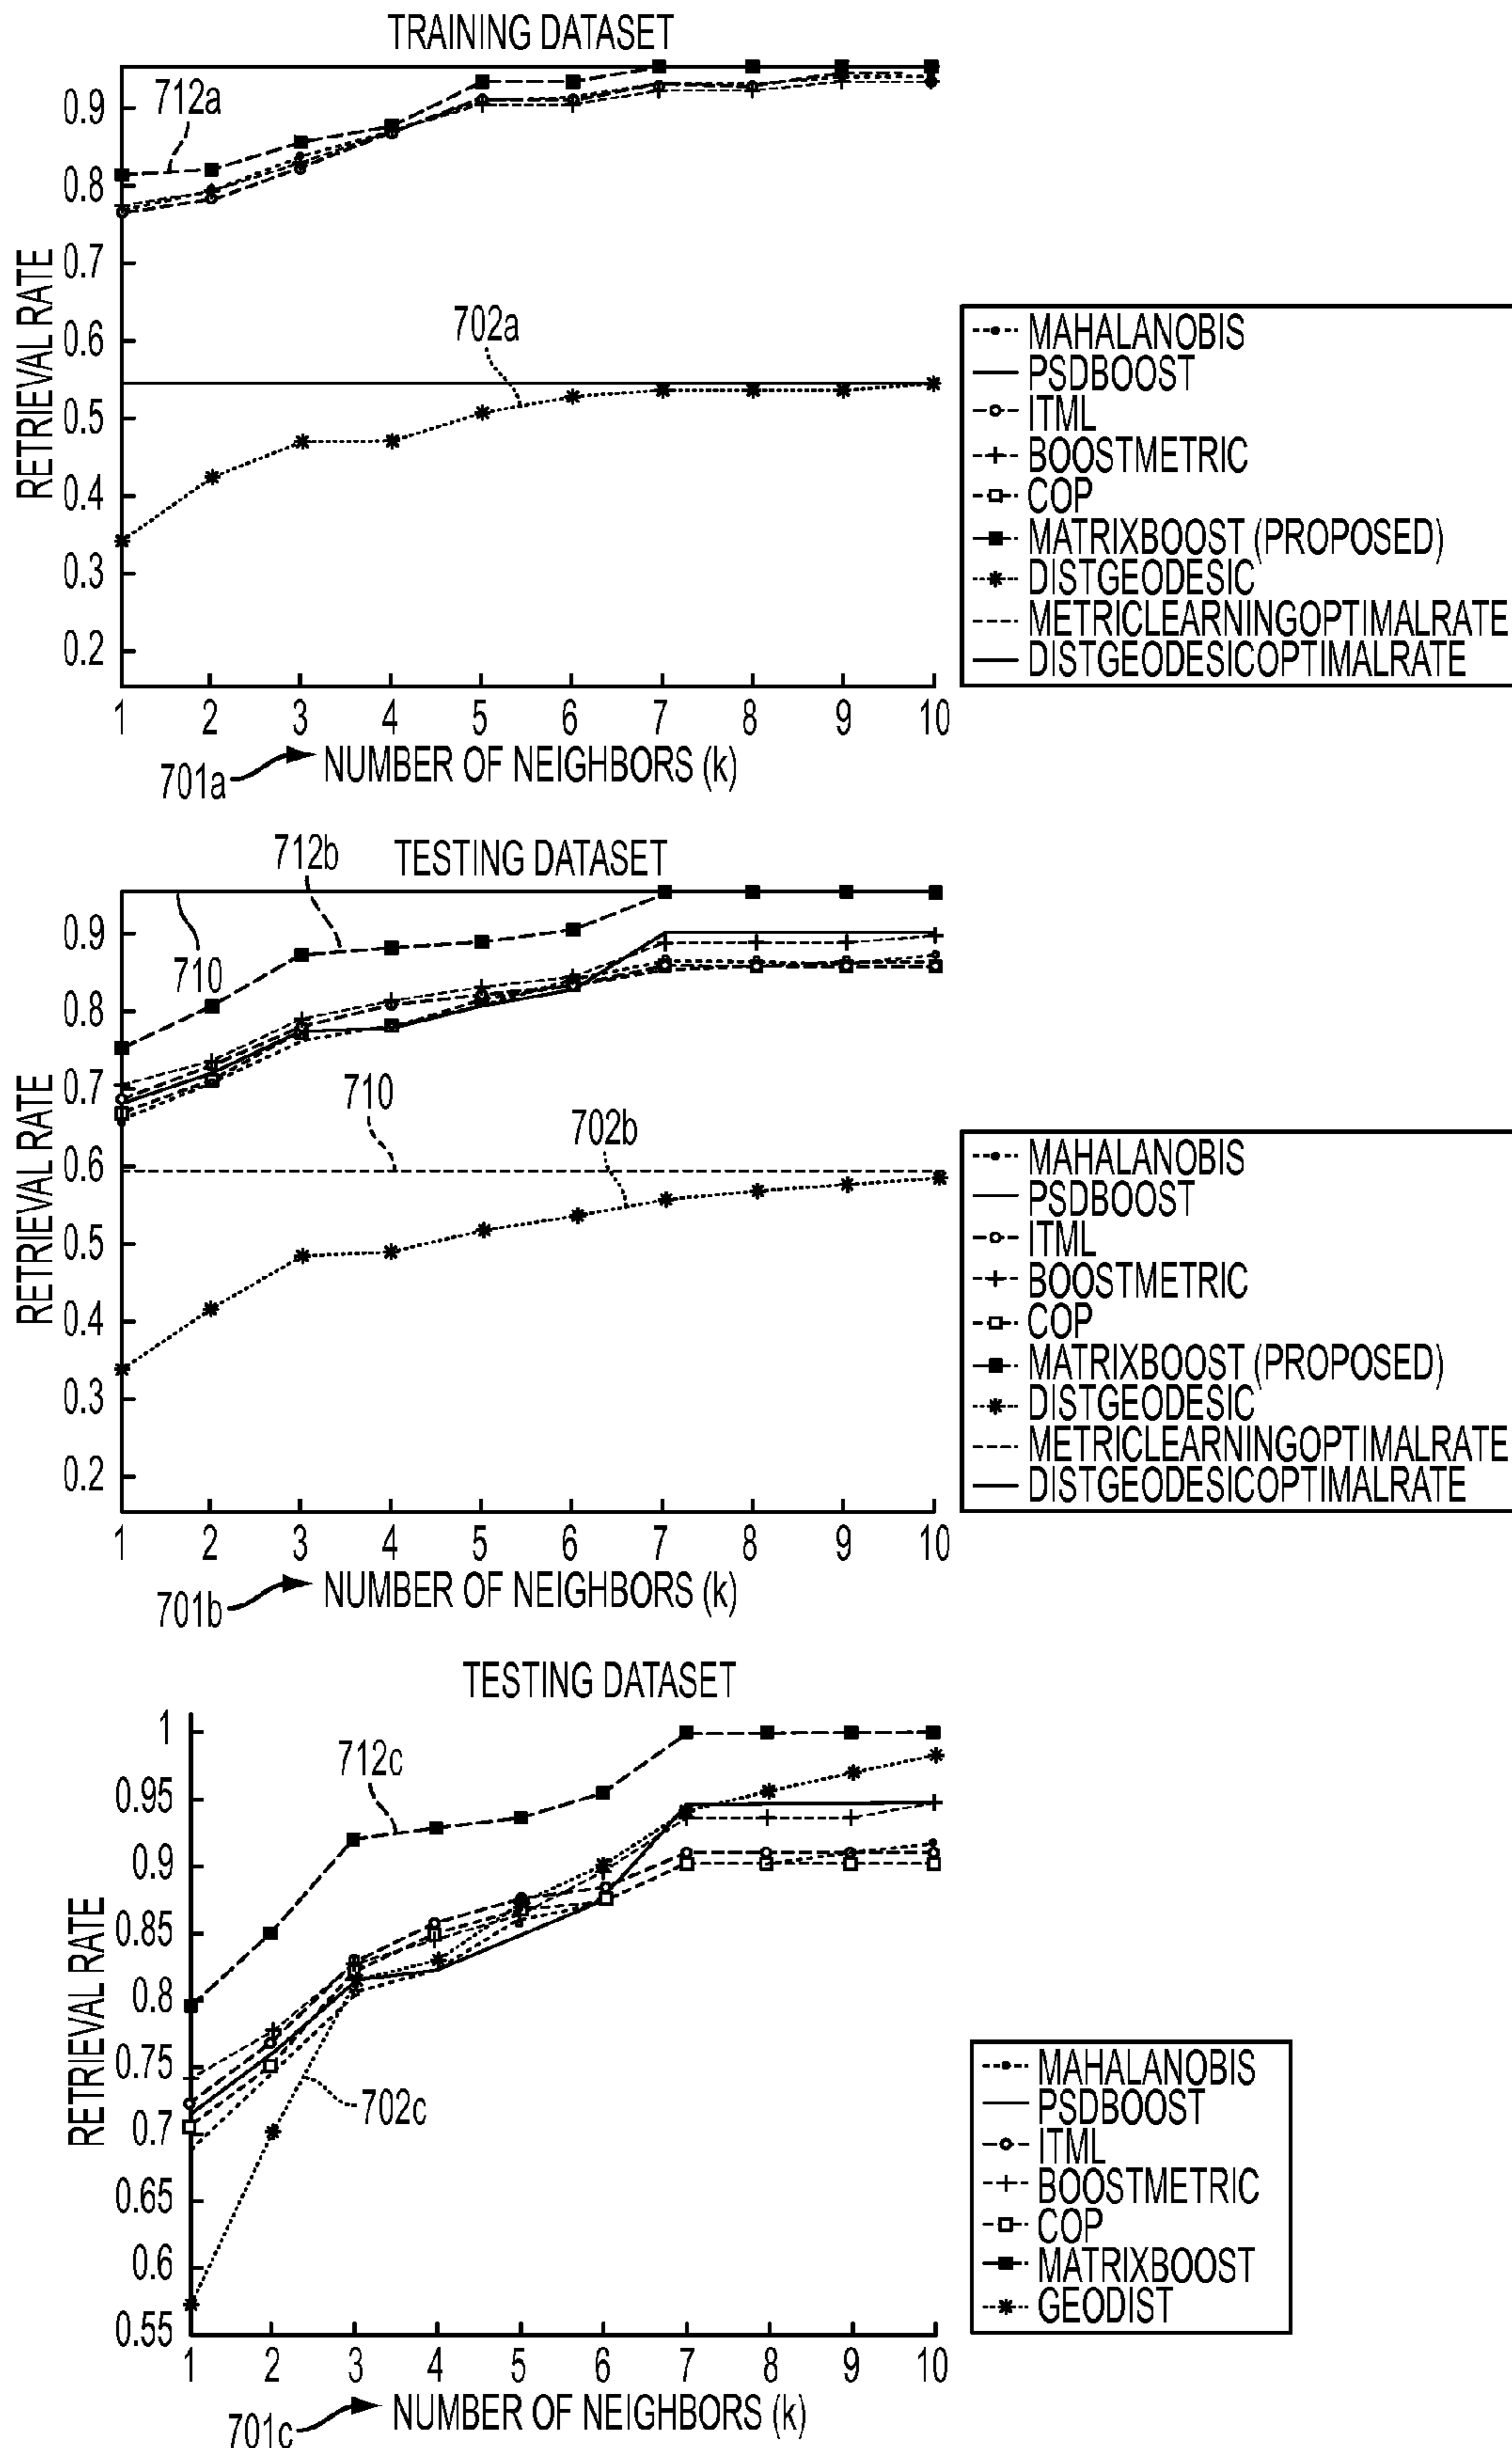 TRAINING DATASET
712a
0.9
0.8
0.7
0.6
0.5
0.4
0.3
0.2
RETRIEVAL RATE
702a
1 2 3 4 5 6 7 8 9 10
701a
NUMBER OF NEIGHBORS (k)
MAHALANOBIS
PSDBOOST
ITML
BOOSTMETRIC
COP
MATRIXBOOST (PROPOSED)
DISTGEODESIC
METRICLEARNINGOPTIMALRATE
DISTGEODESICOPTIMALRATE
712b
TESTING DATASET
710
0.9
0.8
0.7
0.6
0.5
0.4
0.3
0.2
RETRIEVAL RATE
710
702b
1 2 3 4 5 6 7 8 9 10
701b
NUMBER OF NEIGHBORS (k)
MAHALANOBIS
PSDBOOST
ITML
BOOSTMETRIC
COP
MATRIXBOOST (PROPOSED)
DISTGEODESIC
METRICLEARNINGOPTIMALRATE
DISTGEODESICOPTIMALRATE
TESTING DATASET
712c
1
0.95
0.9
0.85
0.8
0.75
0.7
0.65
0.6
0.55
RETRIEVAL RATE
702c
1 2 3 4 5 6 7 8 9 10
701c
NUMBER OF NEIGHBORS (k)
MAHALANOBIS
PSDBOOST
ITML
BOOSTMETRIC
COP
MATRIXBOOST
GEODIST